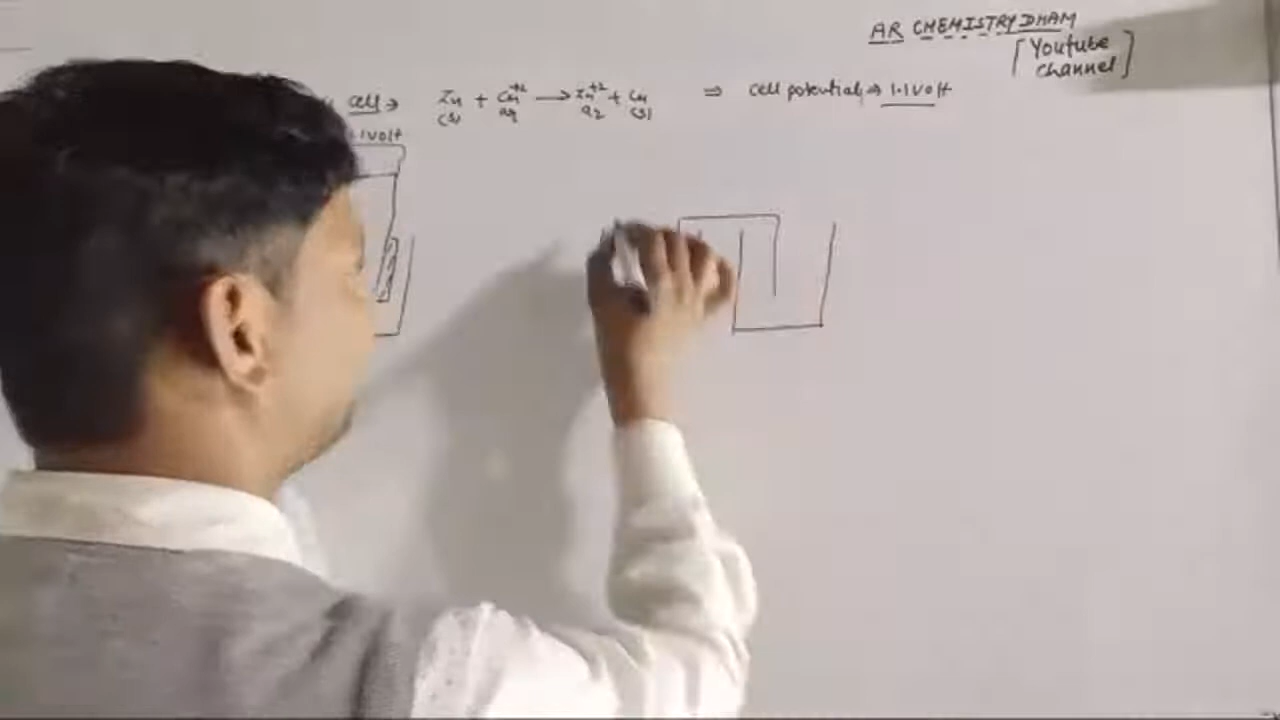 AR CHEMISTRY DHAM
[Youtube
channel]
cell → Zn + Cu+2 → Zn+2 + Cu ⇒ cell potential → 1.1 Volt
(s) aq aq (s)
.1 Volt